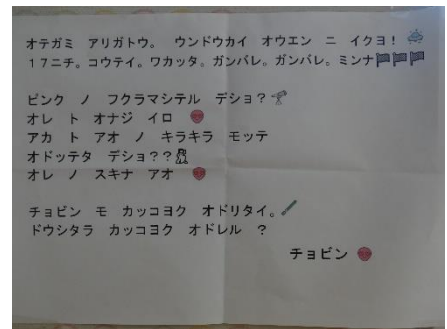 オテガミ アリガトウ。 ウンドウカイ オウエン ニ イクヨ！
１７ニチ。コウテイ。ワカッタ。ガンバレ。ガンバレ。ミンナ
ピンク ノ フクラマシテル デショ？
オレ ト オナジ イロ
アカ ト アオ ノ キラキラ モッテ
オドッテタ デショ？？
オレ ノ スキナ アオ
チョビン モ カッコヨク オドリタイ。
ドウシタラ カッコヨク オドレル ？
チョビン